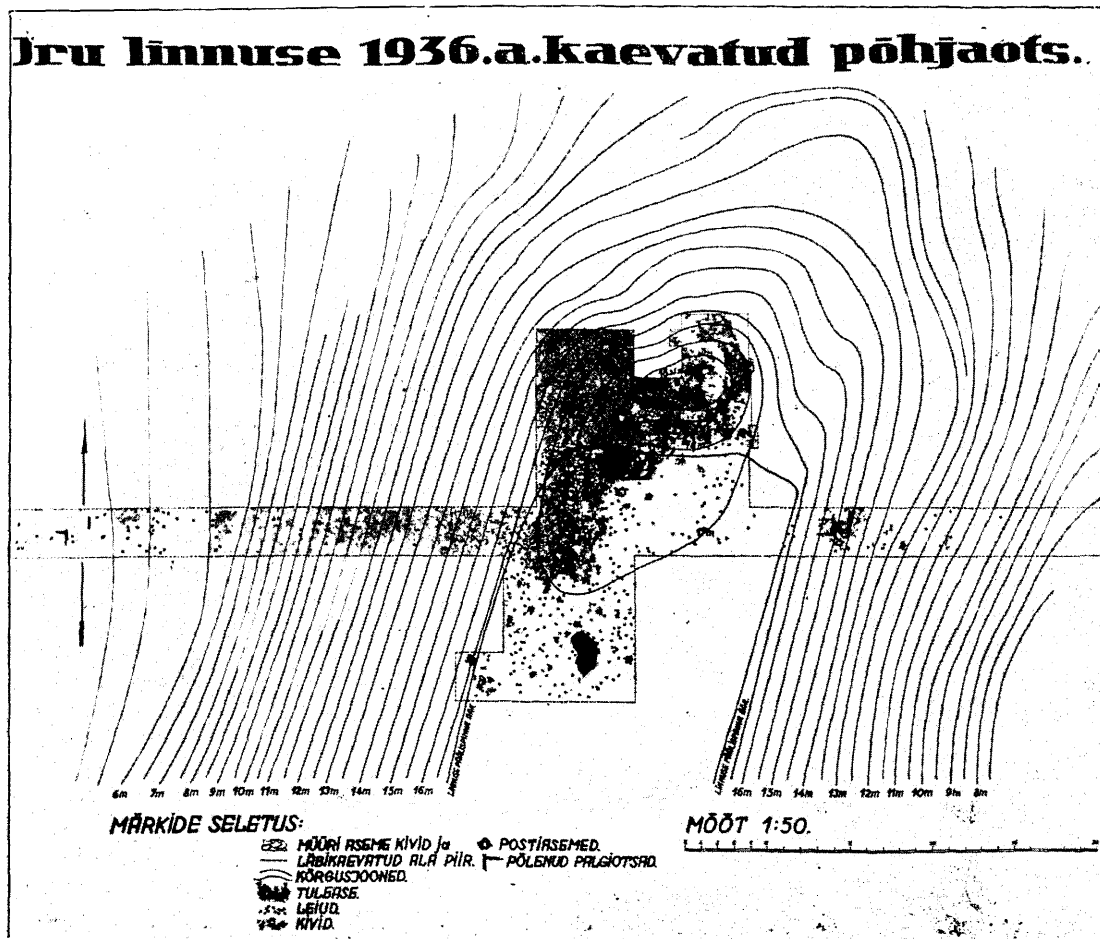 Iru linnuse 1936.a. kaevatud põhjaots.
6m 7m 8m 9m 10m 11m 12m 13m 14m 15m 16m
16m 15m 14m 13m 12m 11m 10m 9m 8m
MÄRKIDE SELETUS:
MÜÜRI ASEME KIVID ja
LÄBIKAEVATUD ALA PIIR.
KÕRGUSJOONED.
TULEASE.
LEIUD.
KIVID.
POSTIASEMED.
PÕLENUD PALGIOTSAD.
MÕÕT 1:50.